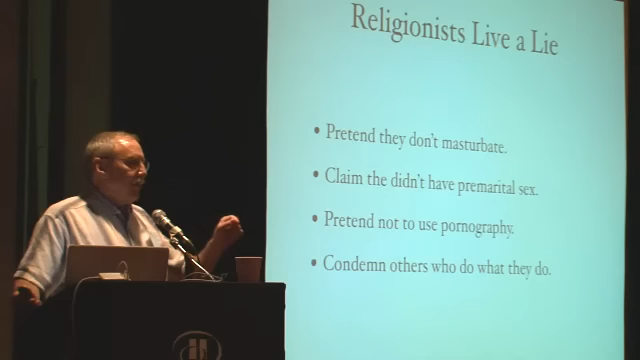 Religionists Live a Lie
• Pretend they don't masturbate.
• Claim the didn't have premarital sex.
• Pretend not to use pornography.
• Condemn others who do what they do.